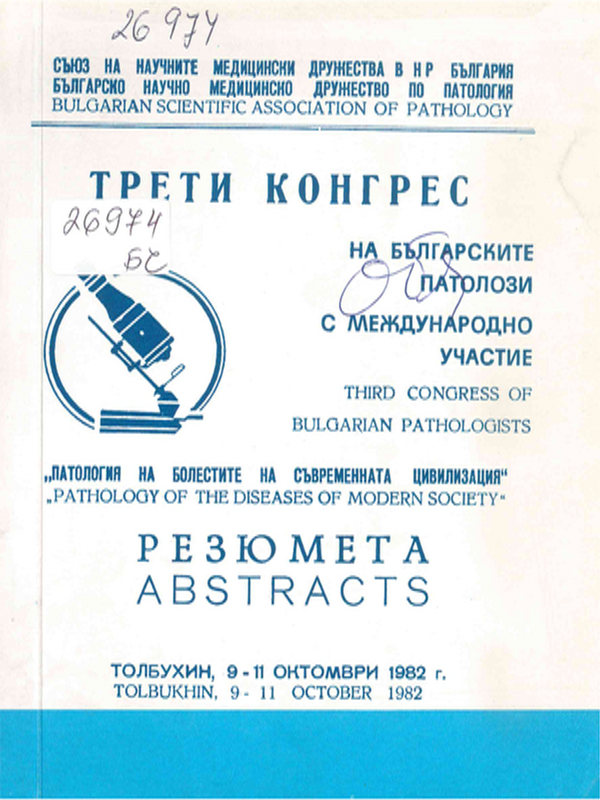 26 974
СЪЮЗ НА НАУЧНИТЕ МЕДИЦИНСКИ ДРУЖЕСТВА В Н Р БЪЛГАРИЯ
БЪЛГАРСКО НАУЧНО МЕДИЦИНСКО ДРУЖЕСТВО ПО ПАТОЛОГИЯ
BULGARIAN SCIENTIFIC ASSOCIATION OF PATHOLOGY
ТРЕТИ КОНГРЕС
26974
БС
НА БЪЛГАРСКИТЕ
ПАТОЛОЗИ
С МЕЖДУНАРОДНО
УЧАСТИЕ
THIRD CONGRESS OF
BULGARIAN PATHOLOGISTS
„ПАТОЛОГИЯ НА БОЛЕСТИТЕ НА СЪВРЕМЕННАТА ЦИВИЛИЗАЦИЯ“
„PATHOLOGY OF THE DISEASES OF MODERN SOCIETY“
РЕЗЮМЕТА
ABSTRACTS
ТОЛБУХИН, 9-11 ОКТОМВРИ 1982 г.
TOLBUKHIN, 9 - 11 OCTOBER 1982